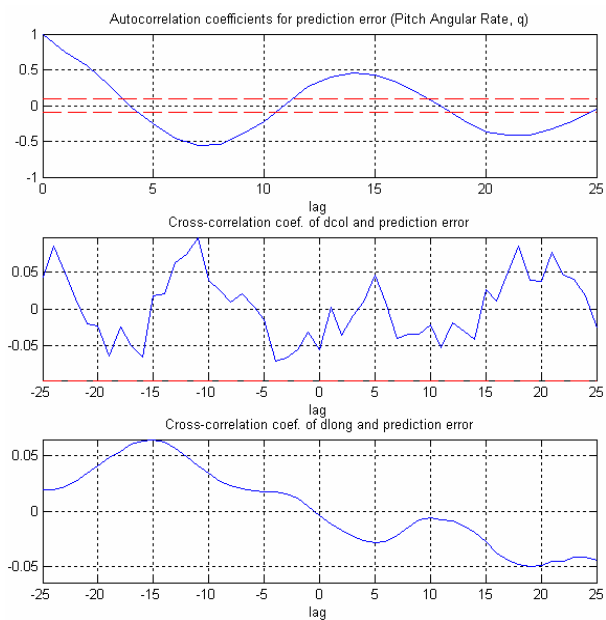 Autocorrelation coefficients for prediction error (Pitch Angular Rate, q)
1
0.5
0
-0.5
-1
0 5 10 15 20 25
lag
Cross-correlation coef. of dcol and prediction error
0.05
0
-0.05
-25 -20 -15 -10 -5 0 5 10 15 20 25
lag
Cross-correlation coef. of dlong and prediction error
0.05
0
-0.05
-25 -20 -15 -10 -5 0 5 10 15 20 25
lag